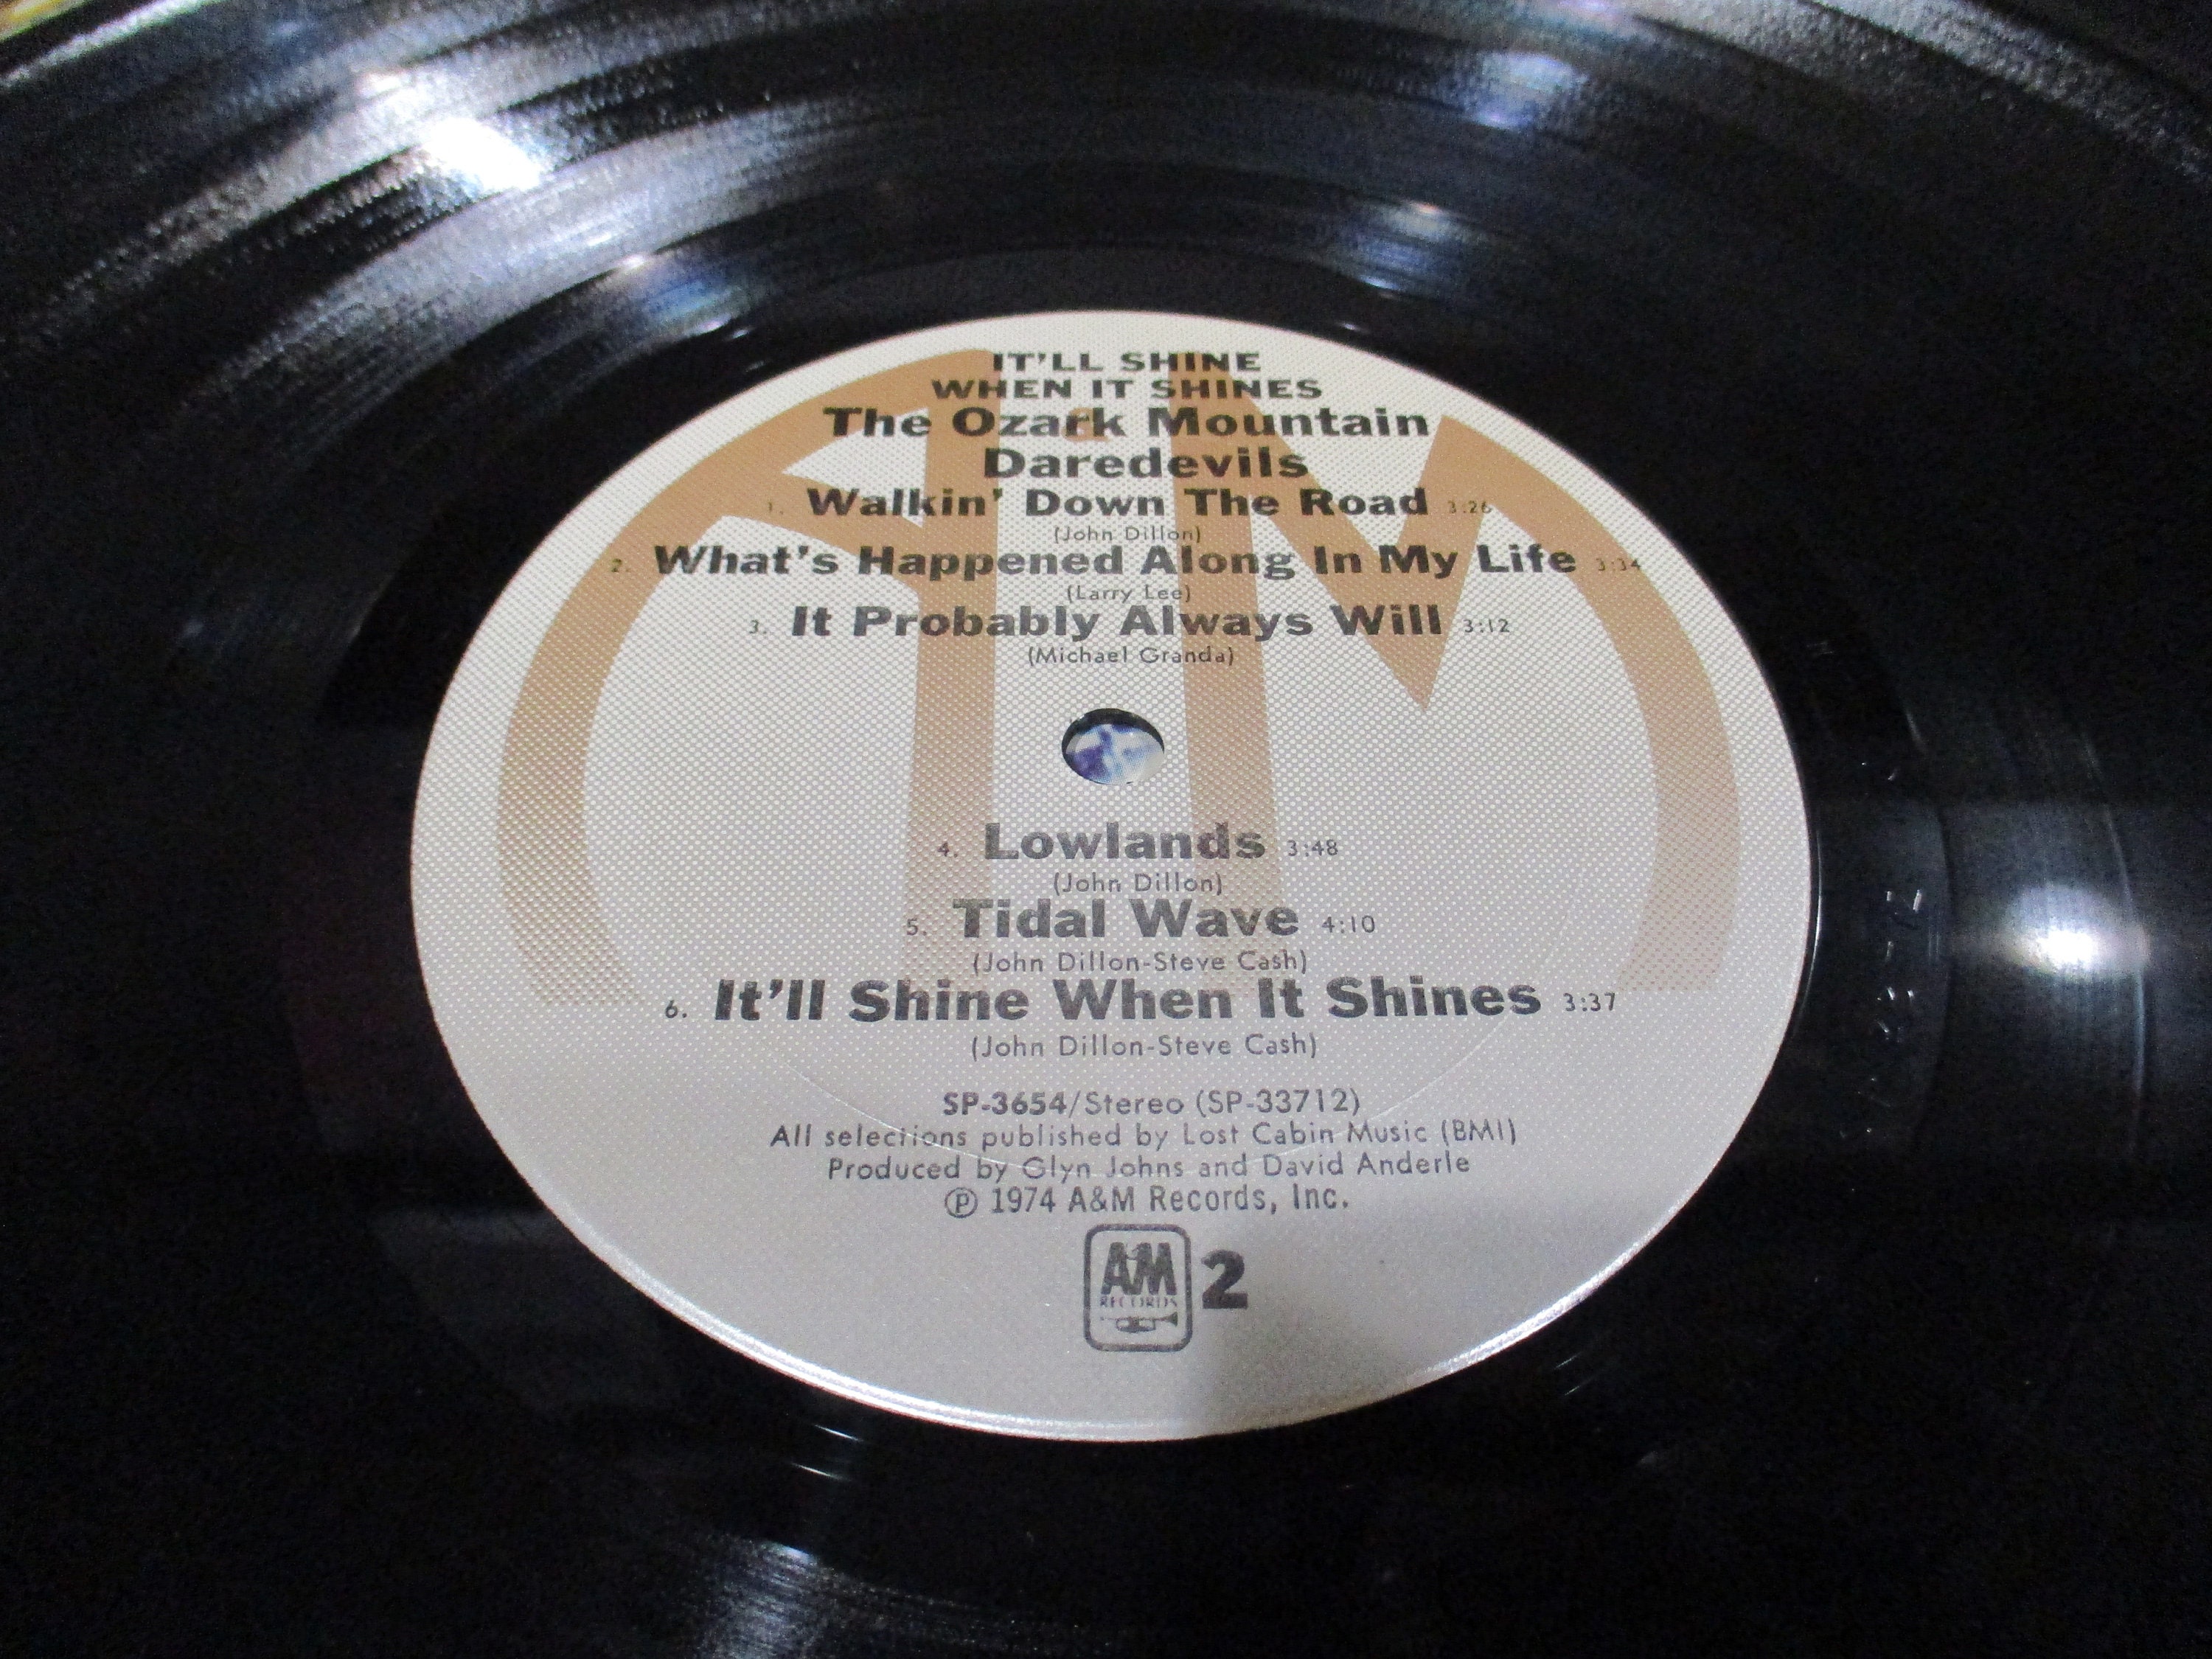 IT'LL SHINE
WHEN IT SHINES
The Ozark Mountain
Daredevils
1. Walkin' Down The Road 3:26
(John Dillon)
2. What's Happened Along In My Life 3:34
(Larry Lee)
3. It Probably Always Will 3:12
(Michael Granda)
4. Lowlands 3:48
(John Dillon)
5. Tidal Wave 4:10
(John Dillon-Steve Cash)
6. It'll Shine When It Shines 3:37
(John Dillon-Steve Cash)
SP-3654/Stereo (SP-33712)
All selections published by Lost Cabin Music (BMI)
Produced by Glyn Johns and David Anderle
℗ 1974 A&M Records, Inc.
A&M 2
RECORDS